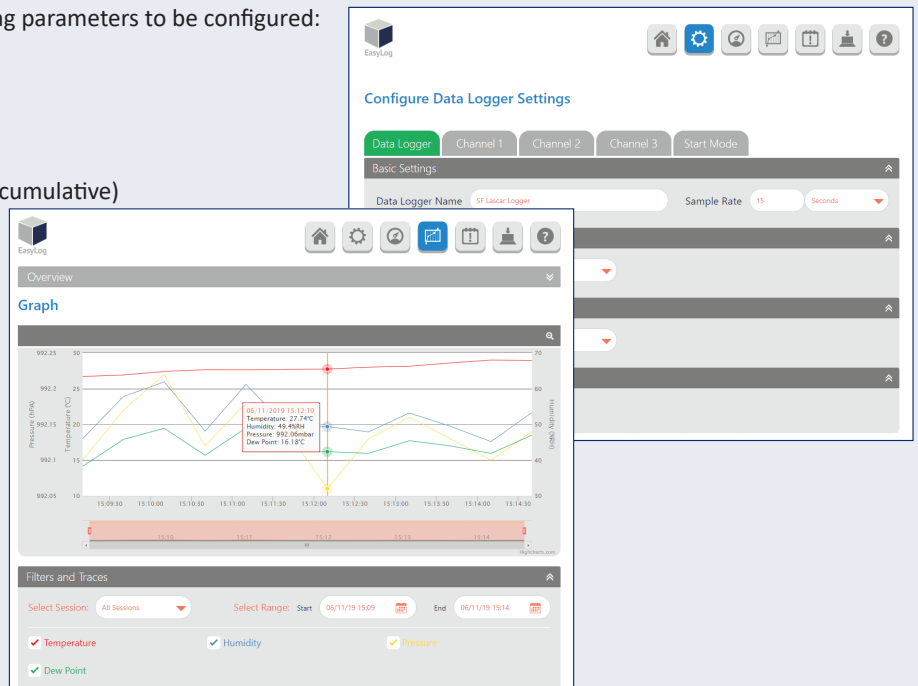 ng parameters to be configured:
cumulative)
EasyLog
Configure Data Logger Settings
Data Logger
Channel 1
Channel 2
Channel 3
Start Mode
Basic Settings
Data Logger Name
SF Lascar Logger
Sample Rate
15
Seconds
EasyLog
Overview
Graph
992.25
992.2
992.15
992.1
992.05
Pressure (hPA)
30
25
20
15
10
Temperature (°C)
06/11/2019 15:12:10
Temperature: 27.74°C
Humidity: 49.4%RH
Pressure: 992.06mbar
Dew Point: 16.18°C
70
60
50
40
30
Humidity (%RH)
15:09:30
15:10:00
15:10:30
15:11:00
15:11:30
15:12:00
15:12:30
15:13:00
15:13:30
15:14:00
15:14:30
15:10
15:11
15:12
15:13
15:14
Highcharts.com
Filters and Traces
Select Session:
All Sessions
Select Range:
Start
06/11/19 15:09
End
06/11/19 15:14
Temperature
Humidity
Pressure
Dew Point